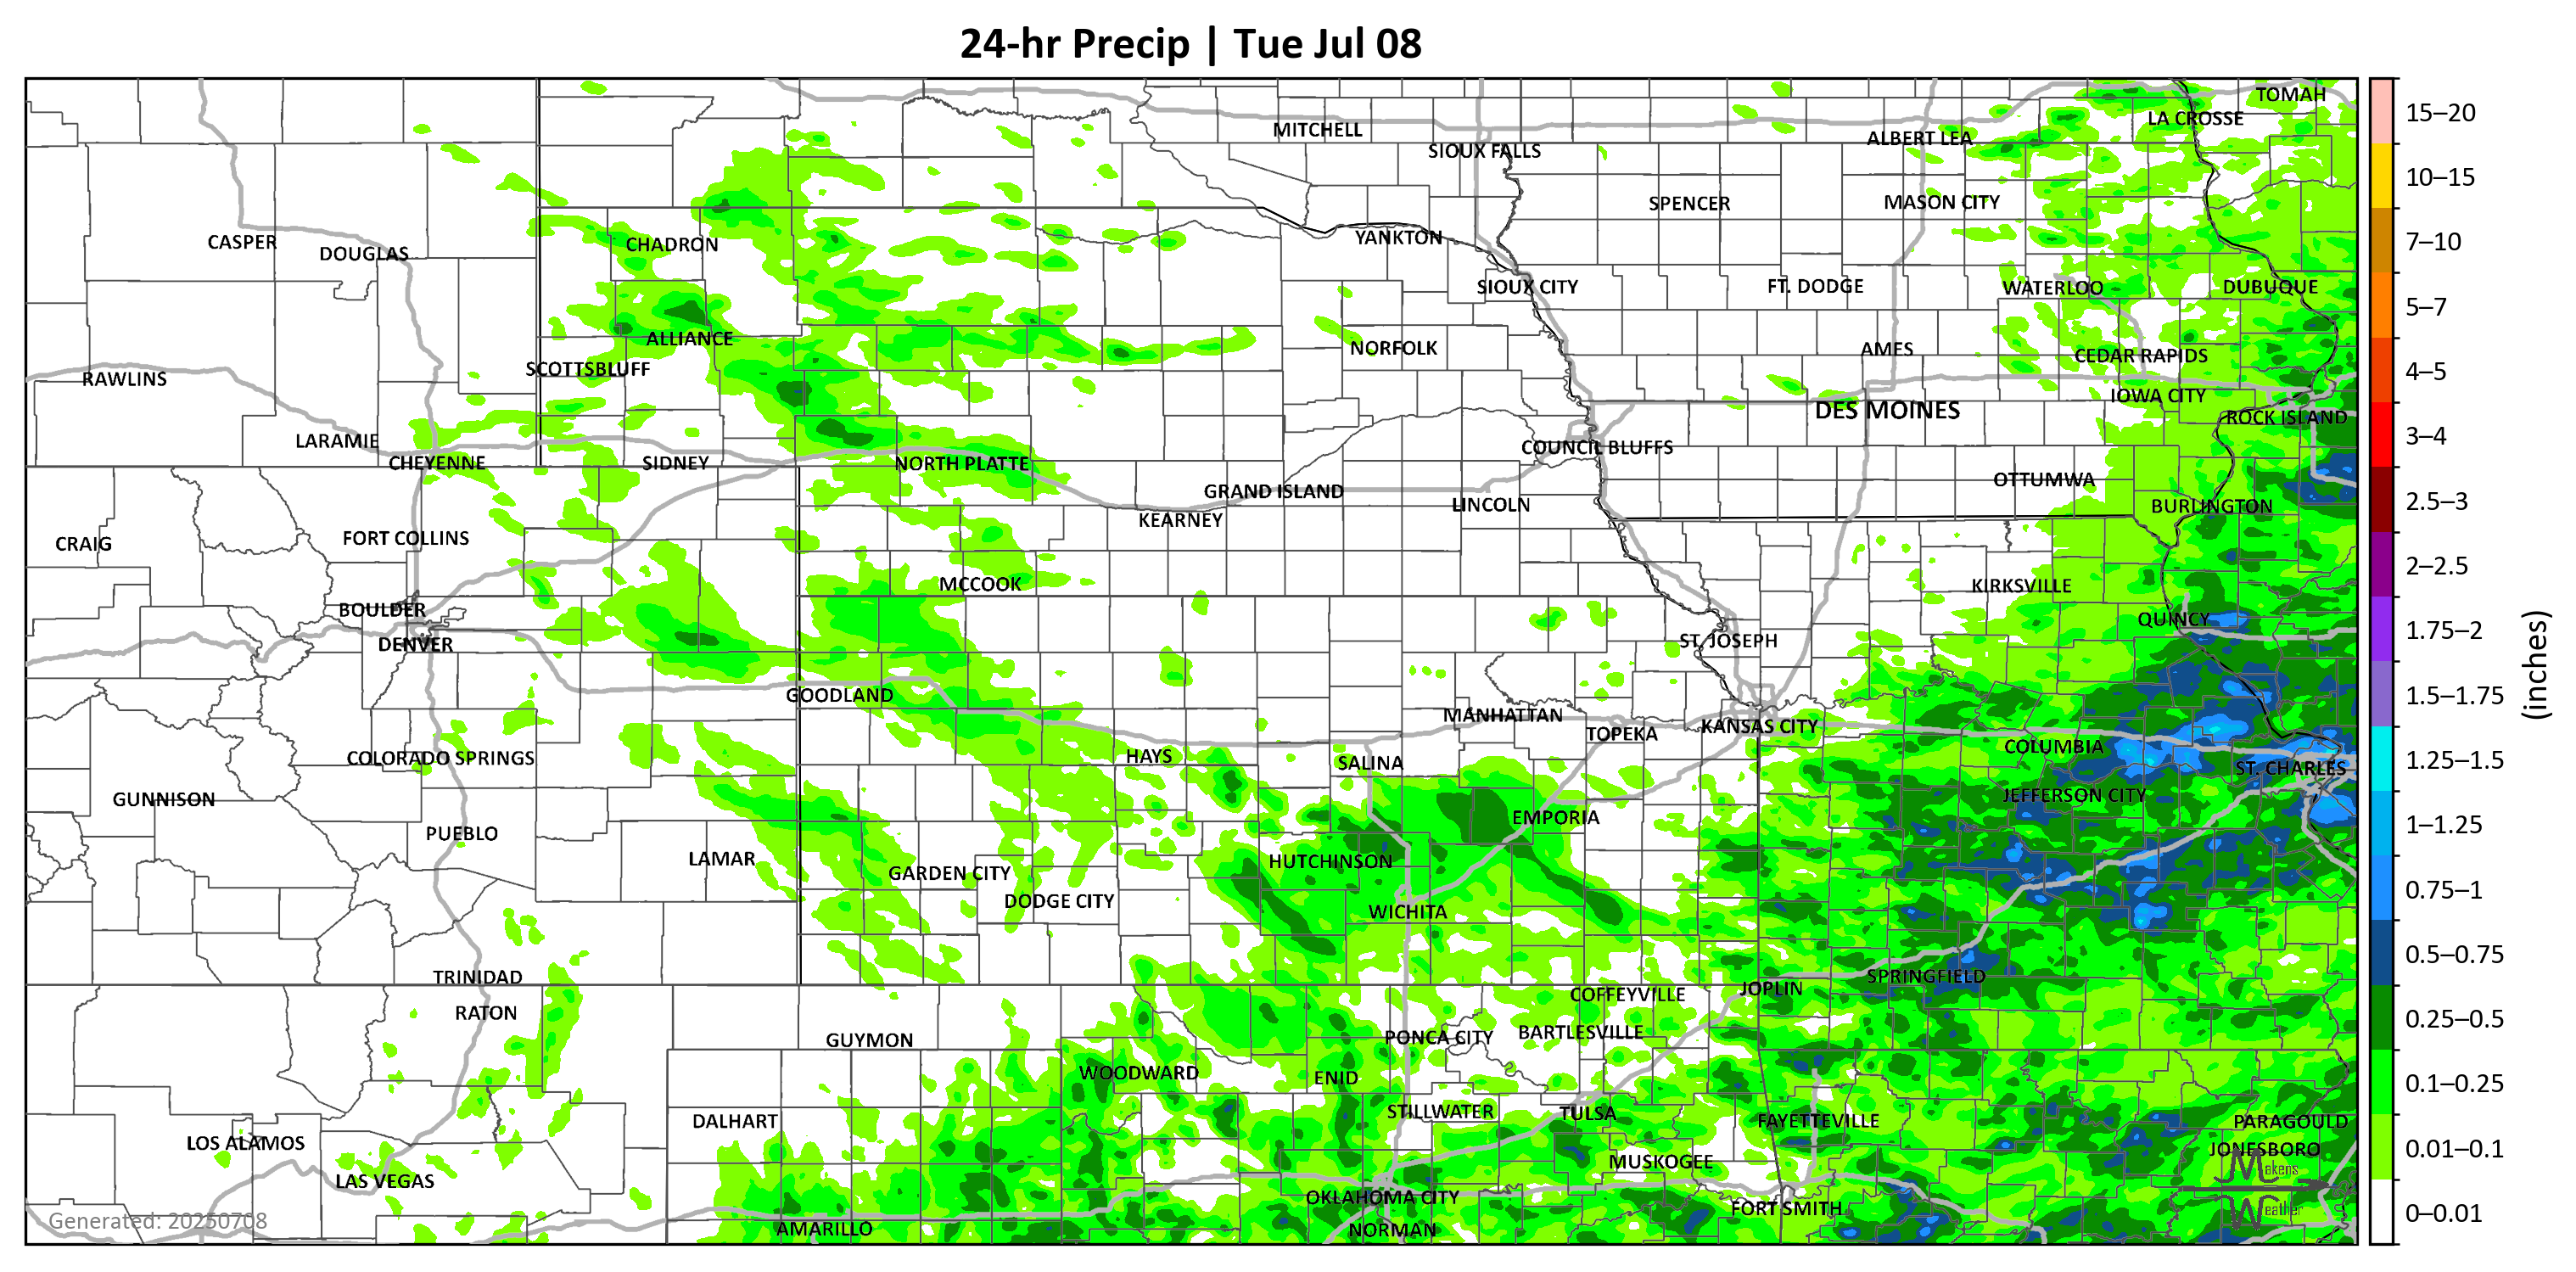 24-hr Precip | Tue Jul 08
TOMAH
LA CROSSE
MITCHELL
ALBERT LEA
SIOUX FALLS
SPENCER
MASON CITY
CASPER
DOUGLAS
CHADRON
YANKTON
SIOUX CITY
FT. DODGE
WATERLOO
DUBUQUE
ALLIANCE
NORFOLK
AMES
CEDAR RAPIDS
SCOTTSBLUFF
RAWLINS
IOWA CITY
DES MOINES
ROCK ISLAND
LARAMIE
COUNCIL BLUFFS
CHEYENNE
SIDNEY
NORTH PLATTE
OTTUMWA
GRAND ISLAND
LINCOLN
BURLINGTON
KEARNEY
CRAIG
FORT COLLINS
MCCOOK
KIRKSVILLE
BOULDER
QUINCY
DENVER
ST. JOSEPH
GOODLAND
MANHATTAN
KANSAS CITY
TOPEKA
COLUMBIA
COLORADO SPRINGS
HAYS
SALINA
ST. CHARLES
GUNNISON
JEFFERSON CITY
EMPORIA
PUEBLO
LAMAR
HUTCHINSON
GARDEN CITY
DODGE CITY
WICHITA
TRINIDAD
SPRINGFIELD
JOPLIN
COFFEYVILLE
RATON
GUYMON
PONCA CITY
BARTLESVILLE
WOODWARD
ENID
DALHART
STILLWATER
TULSA
FAYETTEVILLE
PARAGOULD
LOS ALAMOS
JONESBORO
MUSKOGEE
Makens
LAS VEGAS
OKLAHOMA CITY
FORT SMITH
Weather
Generated: 20250708
AMARILLO
NORMAN
15–20
10–15
7–10
5–7
4–5
3–4
2.5–3
2–2.5
1.75–2
1.5–1.75
1.25–1.5
1–1.25
0.75–1
0.5–0.75
0.25–0.5
0.1–0.25
0.01–0.1
0–0.01
(inches)